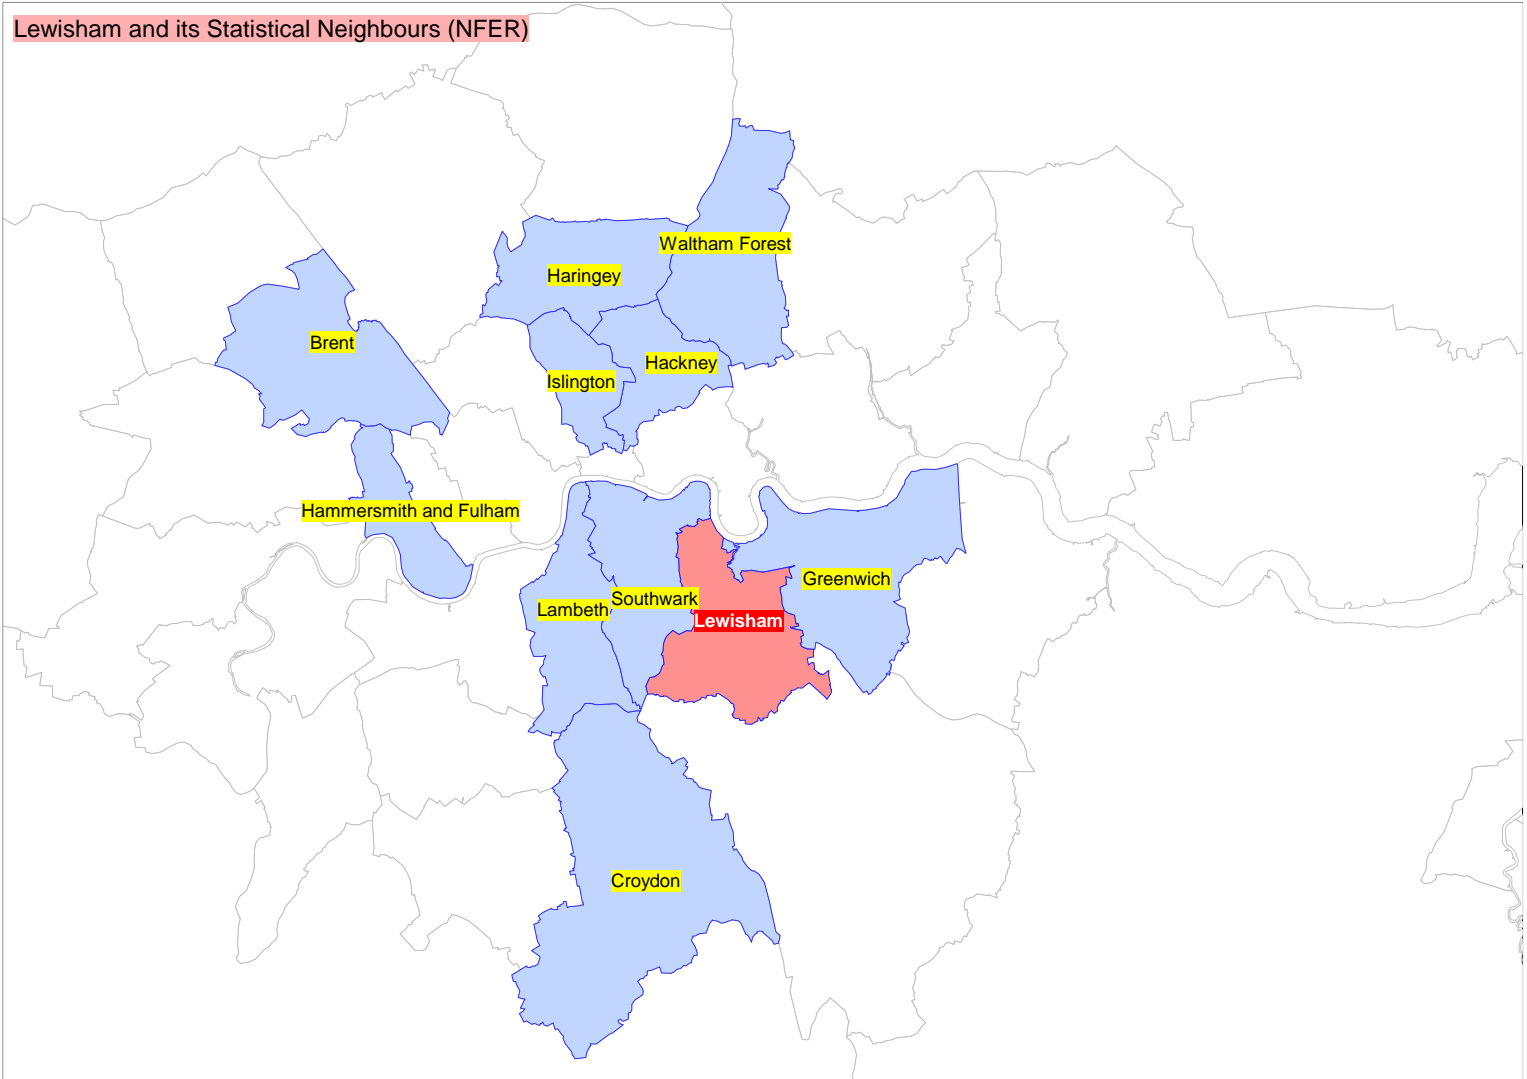 Lewisham and its Statistical Neighbours (NFER)
Waltham Forest
Haringey
Brent
Hackney
Islington
Hammersmith and Fulham
Greenwich
Southwark
Lambeth
Lewisham
Croydon